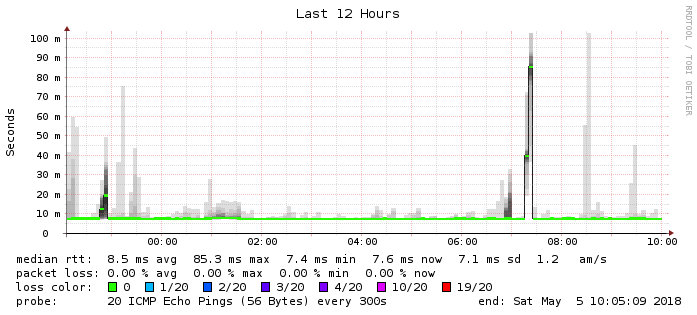 Last 12 Hours
RRDTOOL / TOBI OETIKER
Seconds
100 m
90 m
80 m
70 m
60 m
50 m
40 m
30 m
20 m
10 m
0
00:00 02:00 04:00 06:00 08:00 10:00
median rtt: 8.5 ms avg 85.3 ms max 7.4 ms min 7.6 ms now 7.1 ms sd 1.2 am/s
packet loss: 0.00 % avg 0.00 % max 0.00 % min 0.00 % now
loss color: 0 1/20 2/20 3/20 4/20 10/20 19/20
probe: 20 ICMP Echo Pings (56 Bytes) every 300s end: Sat May 5 10:05:09 2018